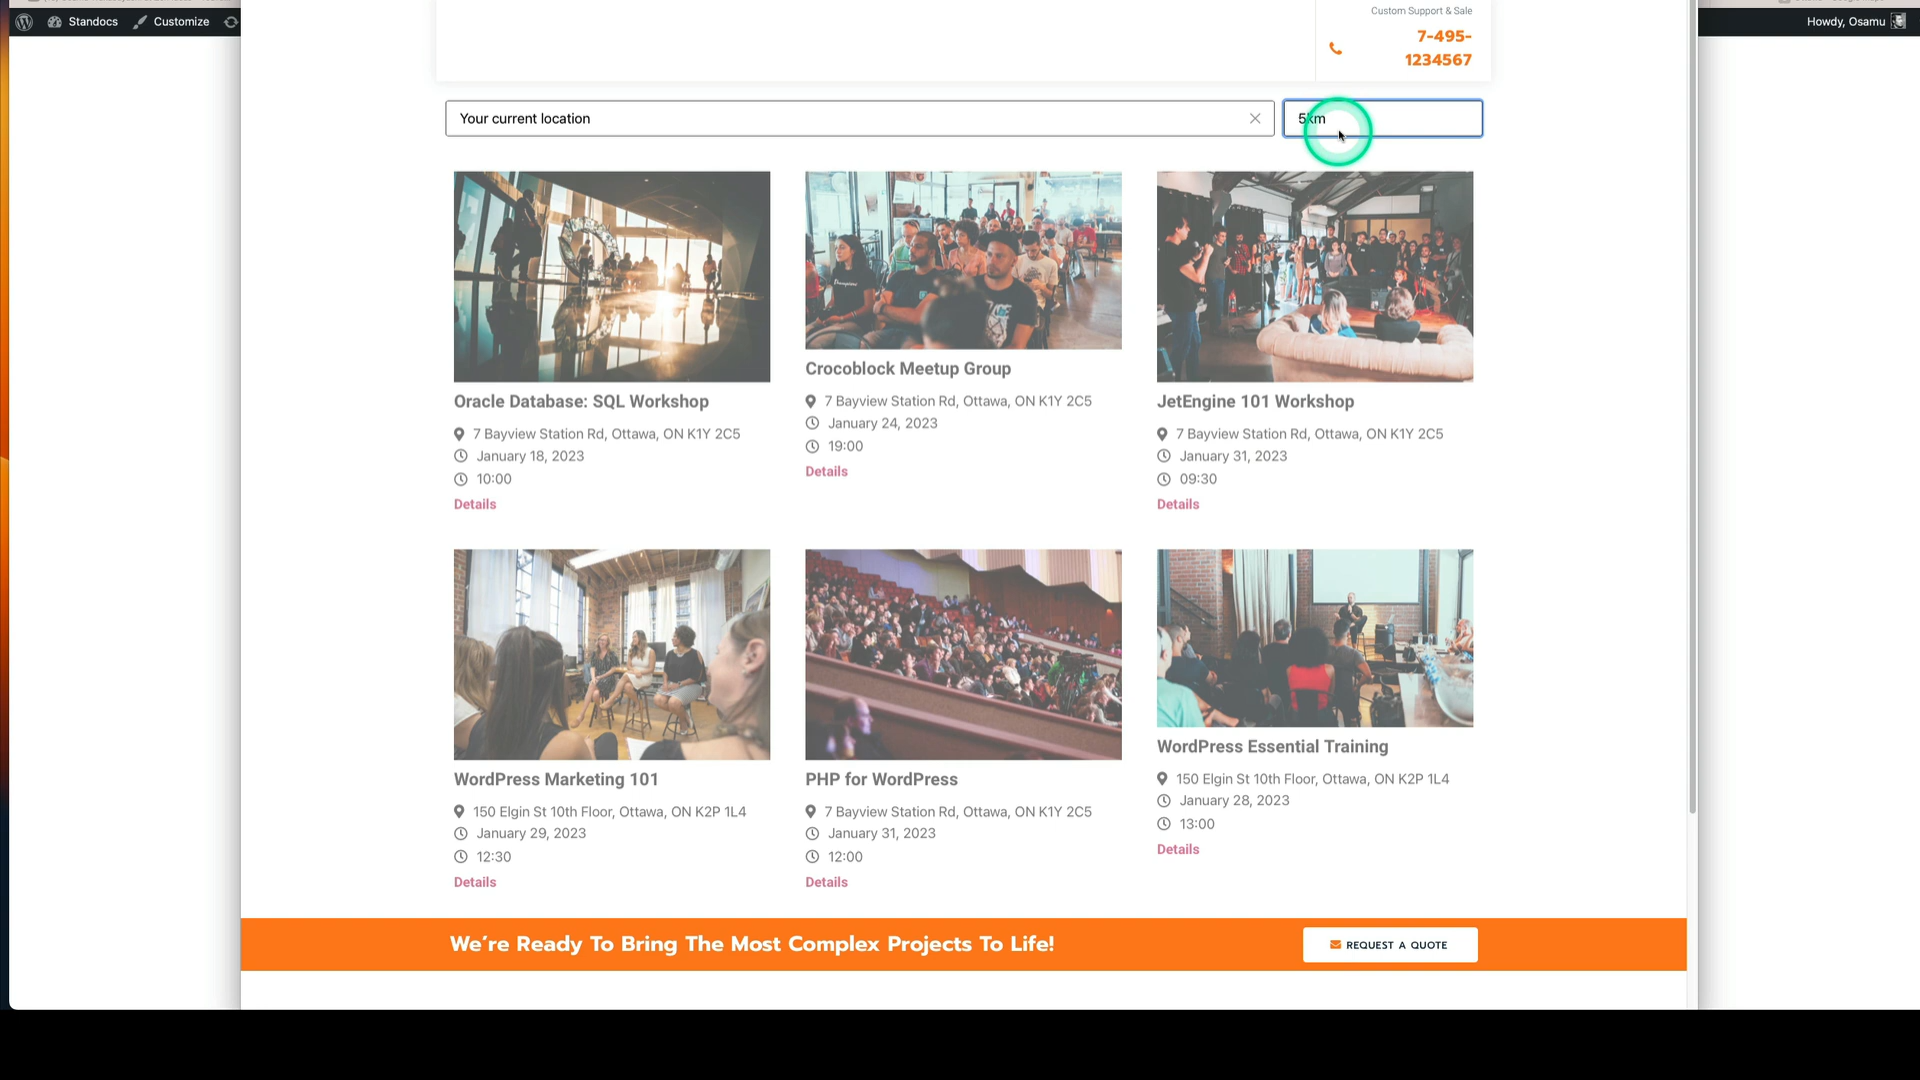 Standocs
Customize
Howdy, Osamu
Custom Support & Sale
7-495-
1234567
Your current location
5km
Oracle Database: SQL Workshop
7 Bayview Station Rd, Ottawa, ON K1Y 2C5
January 18, 2023
10:00
Details
Crocoblock Meetup Group
7 Bayview Station Rd, Ottawa, ON K1Y 2C5
January 24, 2023
19:00
Details
JetEngine 101 Workshop
7 Bayview Station Rd, Ottawa, ON K1Y 2C5
January 31, 2023
09:30
Details
WordPress Marketing 101
150 Elgin St 10th Floor, Ottawa, ON K2P 1L4
January 29, 2023
12:30
Details
PHP for WordPress
7 Bayview Station Rd, Ottawa, ON K1Y 2C5
January 31, 2023
12:00
Details
WordPress Essential Training
150 Elgin St 10th Floor, Ottawa, ON K2P 1L4
January 28, 2023
13:00
Details
We're Ready To Bring The Most Complex Projects To Life!
REQUEST A QUOTE